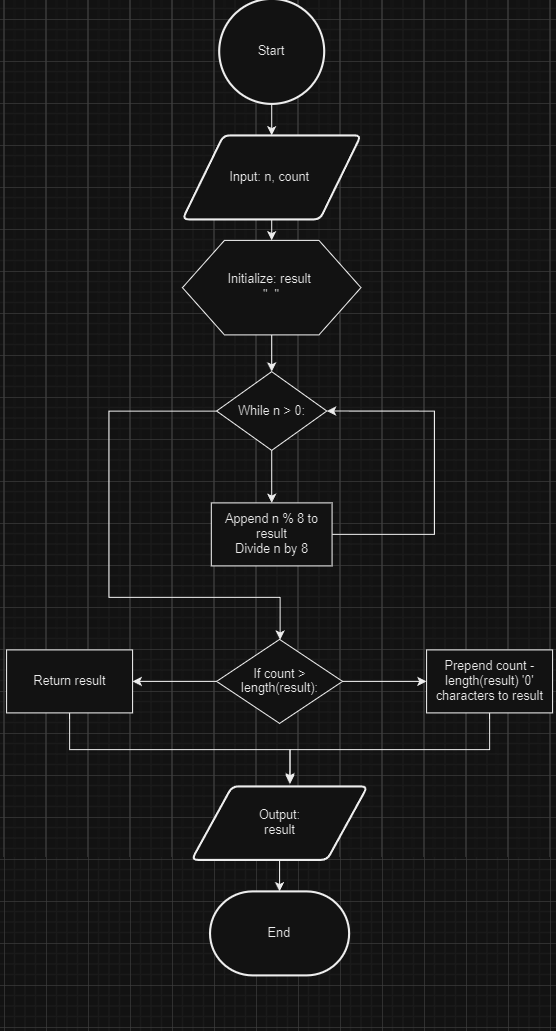 Start
Input: n, count
Initialize: result
" "
While n > 0:
Append n % 8 to
result
Divide n by 8
If count >
length(result):
Return result
Prepend count -
length(result) '0'
characters to result
Output:
result
End